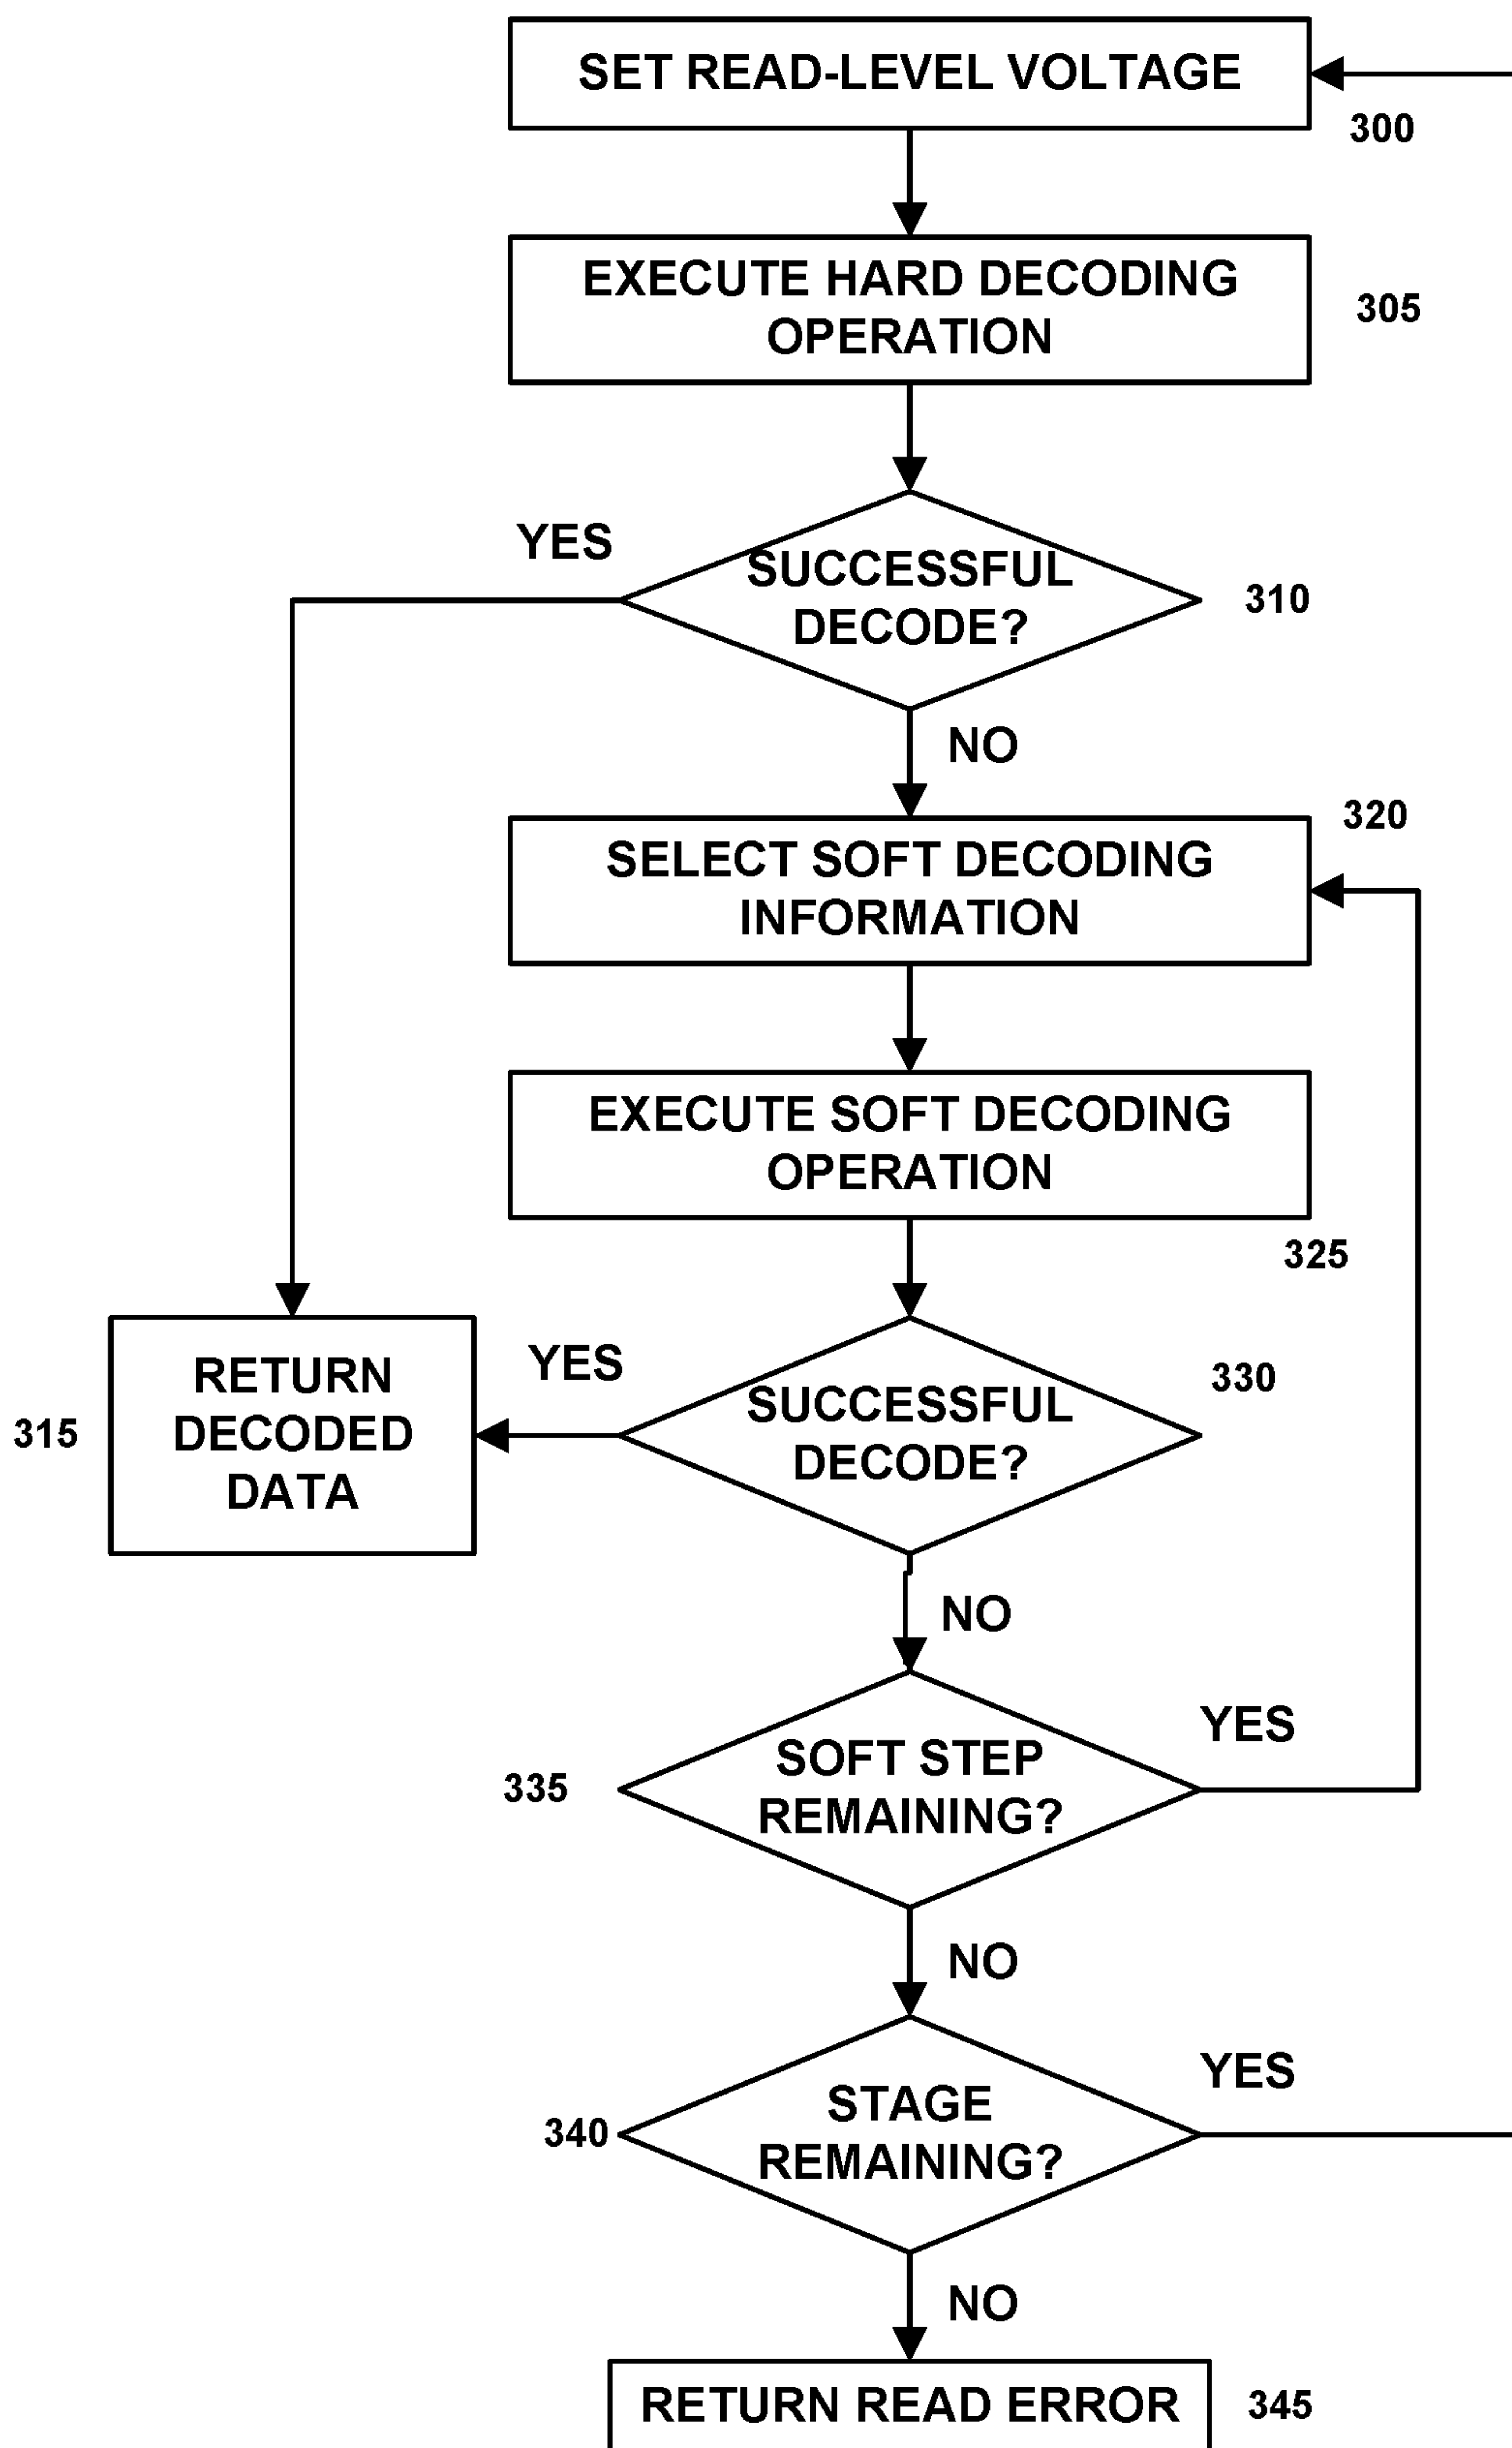 SET READ-LEVEL VOLTAGE
300
EXECUTE HARD DECODING
OPERATION
305
YES
SUCCESSFUL
DECODE?
310
NO
320
SELECT SOFT DECODING
INFORMATION
EXECUTE SOFT DECODING
OPERATION
325
RETURN
DECODED
DATA
315
YES
SUCCESSFUL
DECODE?
330
NO
SOFT STEP
REMAINING?
335
YES
NO
STAGE
REMAINING?
340
YES
NO
RETURN READ ERROR
345